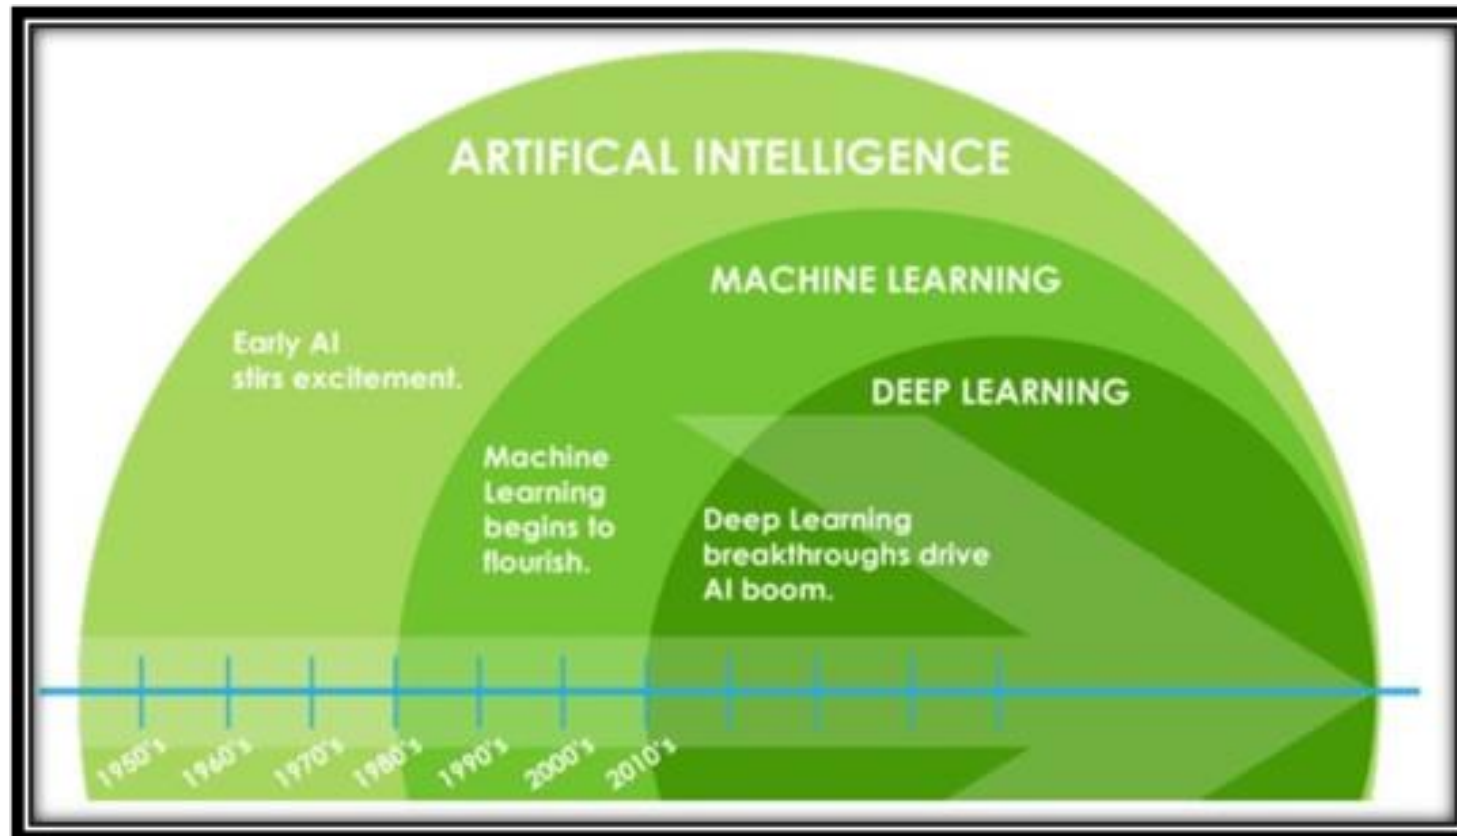 ARTIFICAL INTELLIGENCE
MACHINE LEARNING
Early AI
stirs excitement.
DEEP LEARNING
Machine
Learning
begins to
flourish.
Deep Learning
breakthroughs drive
AI boom.
1950's
1960's
1970's
1980's
1990's
2000's
2010's